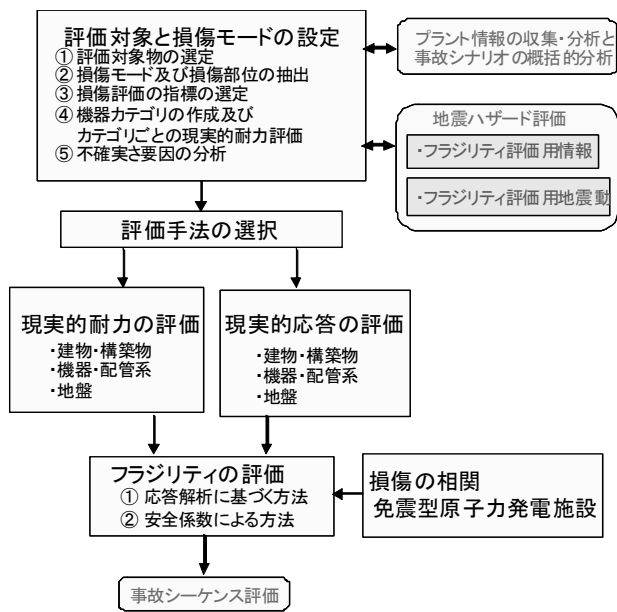 評価対象と損傷モードの設定
① 評価対象物の選定
② 損傷モード及び損傷部位の抽出
③ 損傷評価の指標の選定
④ 機器カテゴリの作成及び
カテゴリごとの現実的耐力評価
⑤ 不確実さ要因の分析
プラント情報の収集・分析と
事故シナリオの概括的分析
地震ハザード評価
・フラジリティ評価用情報
・フラジリティ評価用地震動
評価手法の選択
現実的耐力の評価
・建物・構築物
・機器・配管系
・地盤
現実的応答の評価
・建物・構築物
・機器・配管系
・地盤
フラジリティの評価
① 応答解析に基づく方法
② 安全係数による方法
損傷の相関
免震型原子力発電施設
事故シーケンス評価